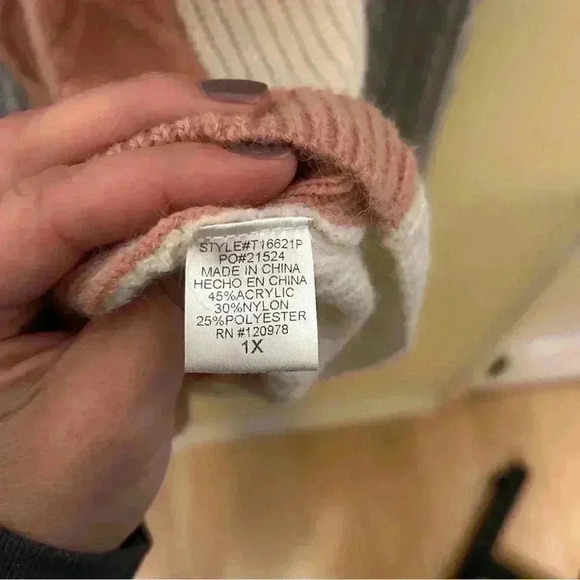 STYLE#T16621P
PO#21524
MADE IN CHINA
HECHO EN CHINA
45%ACRYLIC
30%NYLON
25%POLYESTER
RN #120978
1X